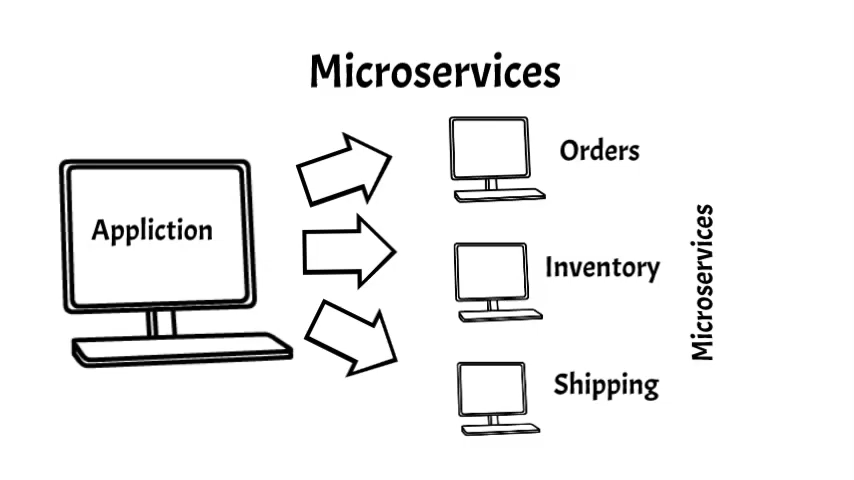 Microservices
Orders
Appliction
Inventory
Microservices
Shipping